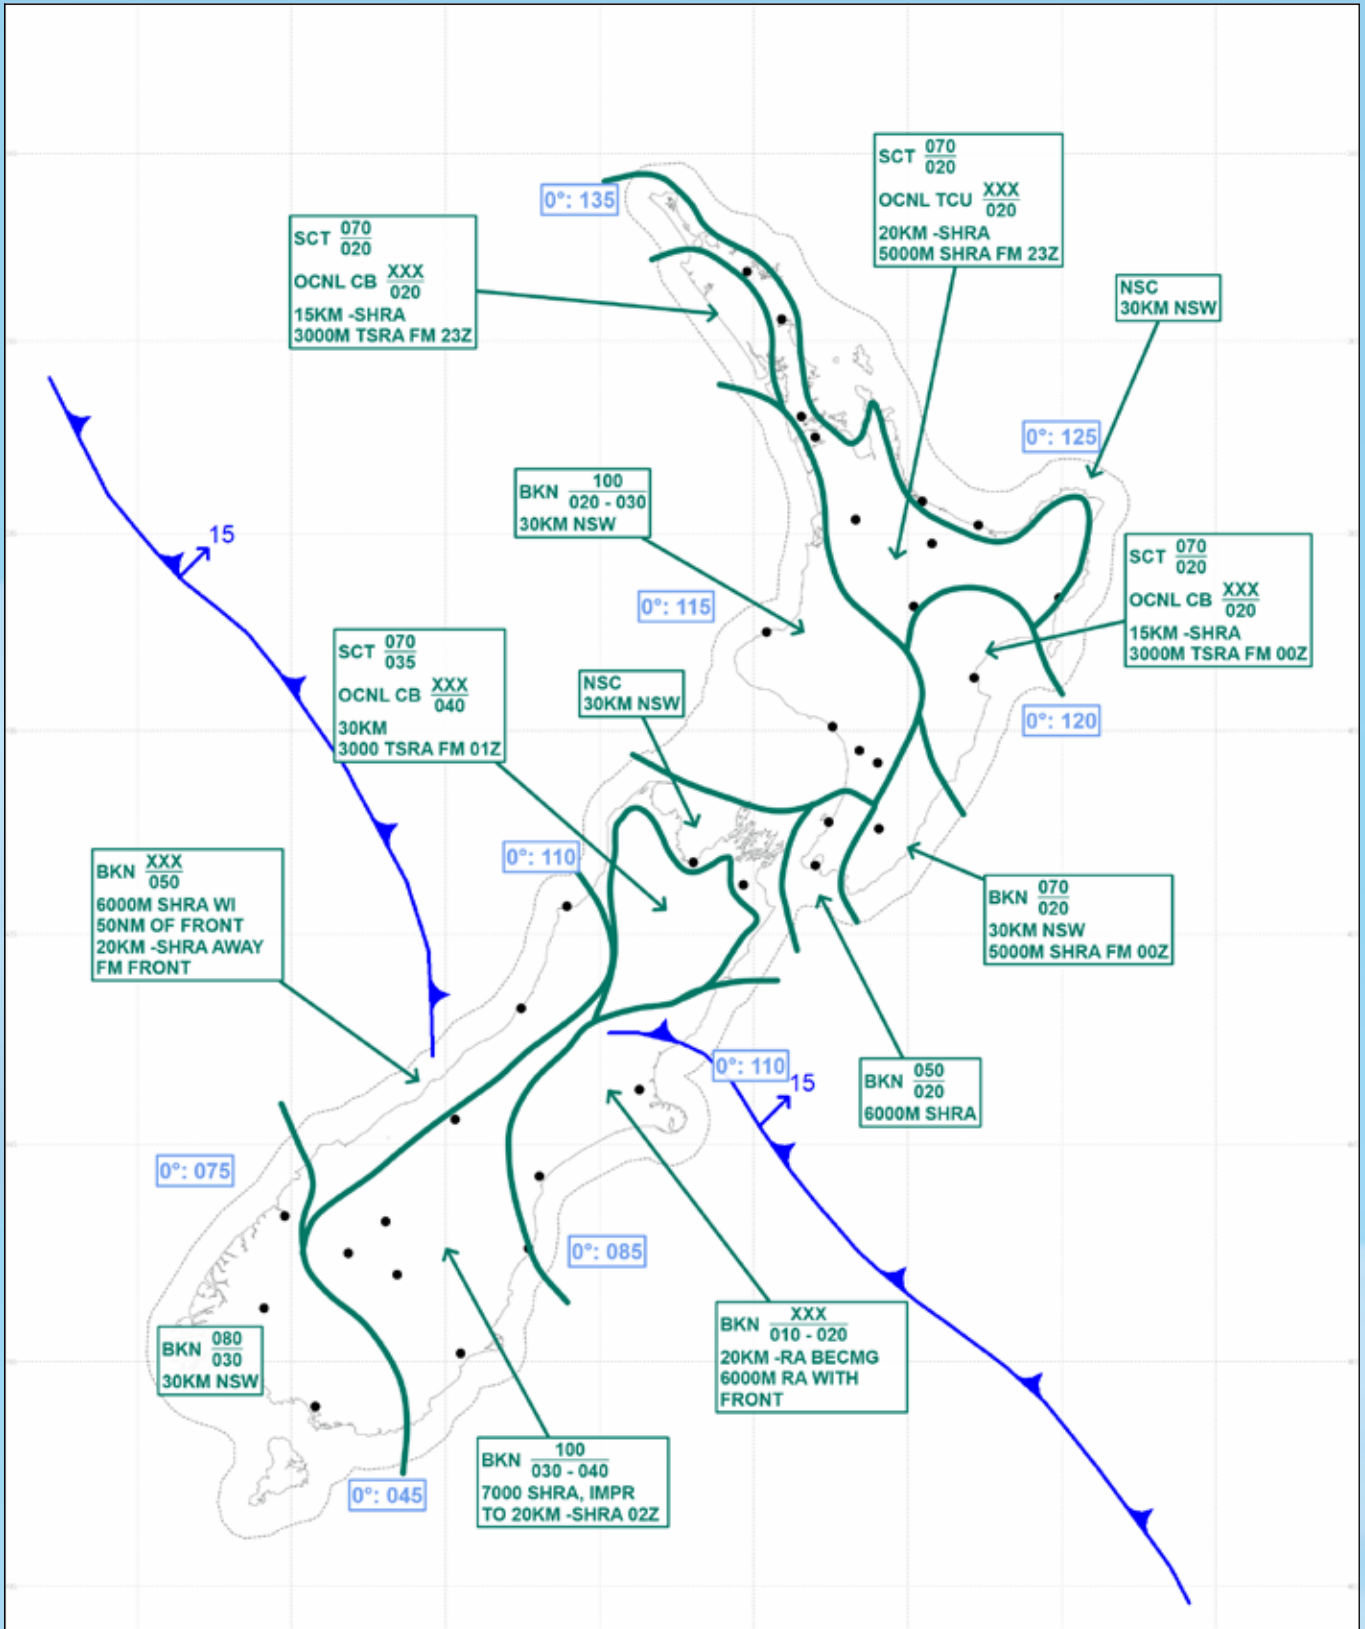 0°: 135
SCT 070
020
OCNL CB XXX
020
15KM -SHRA
3000M TSRA FM 23Z
SCT 070
020
OCNL TCU XXX
020
20KM -SHRA
5000M SHRA FM 23Z
NSC
30KM NSW
0°: 125
BKN 100
020 - 030
30KM NSW
15
SCT 070
020
OCNL CB XXX
020
15KM -SHRA
3000M TSRA FM 00Z
0°: 115
SCT 070
035
OCNL CB XXX
040
30KM
3000 TSRA FM 01Z
NSC
30KM NSW
0°: 120
0°: 110
BKN XXX
050
6000M SHRA WI
50NM OF FRONT
20KM -SHRA AWAY
FM FRONT
BKN 070
020
30KM NSW
5000M SHRA FM 00Z
0°: 110
15
BKN 050
020
6000M SHRA
0°: 075
0°: 085
BKN XXX
010 - 020
20KM -RA BECMG
6000M RA WITH
FRONT
BKN 080
030
30KM NSW
BKN 100
030 - 040
7000 SHRA, IMPR
TO 20KM -SHRA 02Z
0°: 045